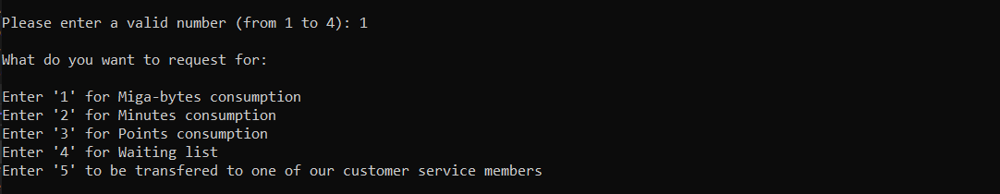 Please enter a valid number (from 1 to 4): 1
What do you want to request for:
Enter '1' for Miga-bytes consumption
Enter '2' for Minutes consumption
Enter '3' for Points consumption
Enter '4' for Waiting list
Enter '5' to be transfered to one of our customer service members